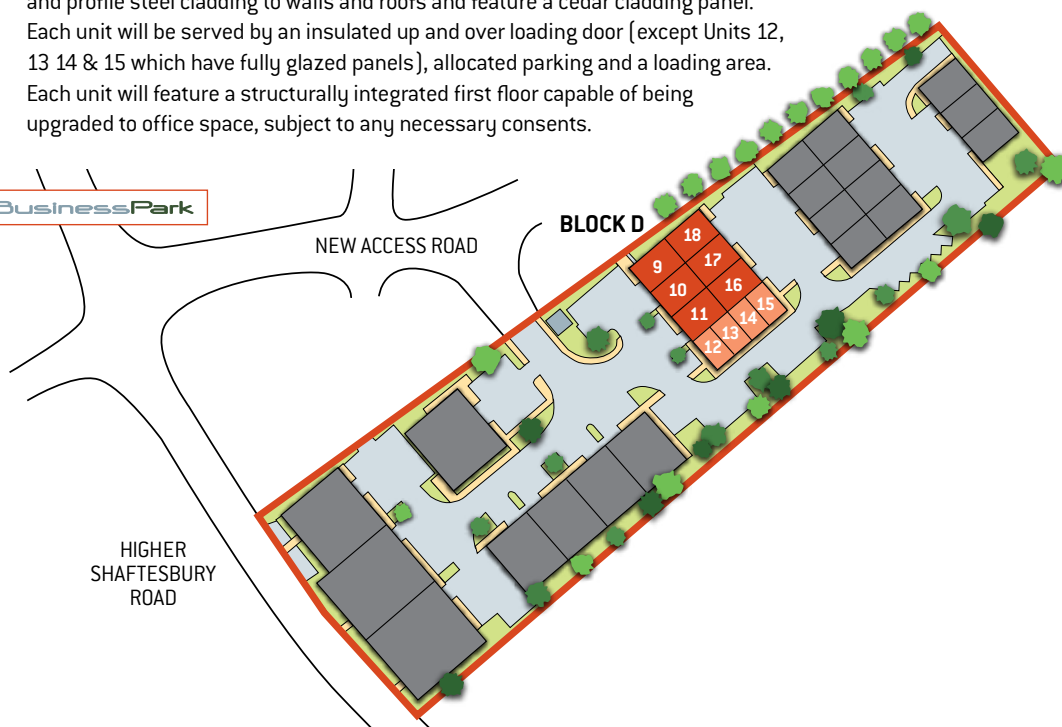 and profile steel cladding to walls and roofs and feature a cedar cladding panel.
Each unit will be served by an insulated up and over loading door (except Units 12,
13 14 & 15 which have fully glazed panels), allocated parking and a loading area.
Each unit will feature a structurally integrated first floor capable of being
upgraded to office space, subject to any necessary consents.
BusinessPark
NEW ACCESS ROAD
BLOCK D
18
9
17
10
16
11
15
14
13
12
HIGHER
SHAFTESBURY
ROAD